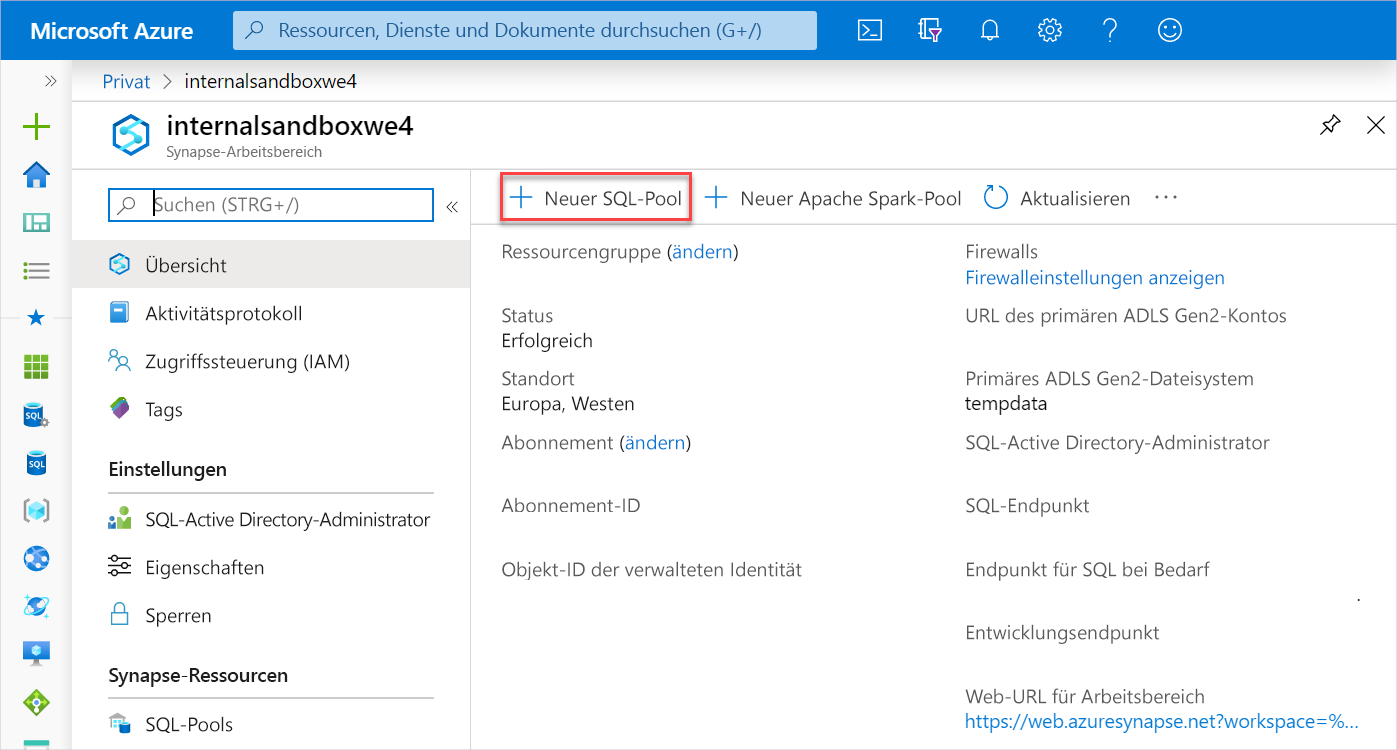 Microsoft Azure
Ressourcen, Dienste und Dokumente durchsuchen (G+/)
Privat > internalsandboxwe4
internalsandboxwe4
Synapse-Arbeitsbereich
Suchen (STRG+/)
Übersicht
Aktivitätsprotokoll
Zugriffssteuerung (IAM)
Tags
Einstellungen
SQL-Active Directory-Administrator
Eigenschaften
Sperren
Synapse-Ressourcen
SQL-Pools
Neuer SQL-Pool
Neuer Apache Spark-Pool
Aktualisieren
Ressourcengruppe (ändern)
Status
Erfolgreich
Standort
Europa, Westen
Abonnement (ändern)
Abonnement-ID
Objekt-ID der verwalteten Identität
Firewalls
Firewalleinstellungen anzeigen
URL des primären ADLS Gen2-Kontos
Primäres ADLS Gen2-Dateisystem
tempdata
SQL-Active Directory-Administrator
SQL-Endpunkt
Endpunkt für SQL bei Bedarf
Entwicklungsendpunkt
Web-URL für Arbeitsbereich
https://web.azuresynapse.net?workspace=%...